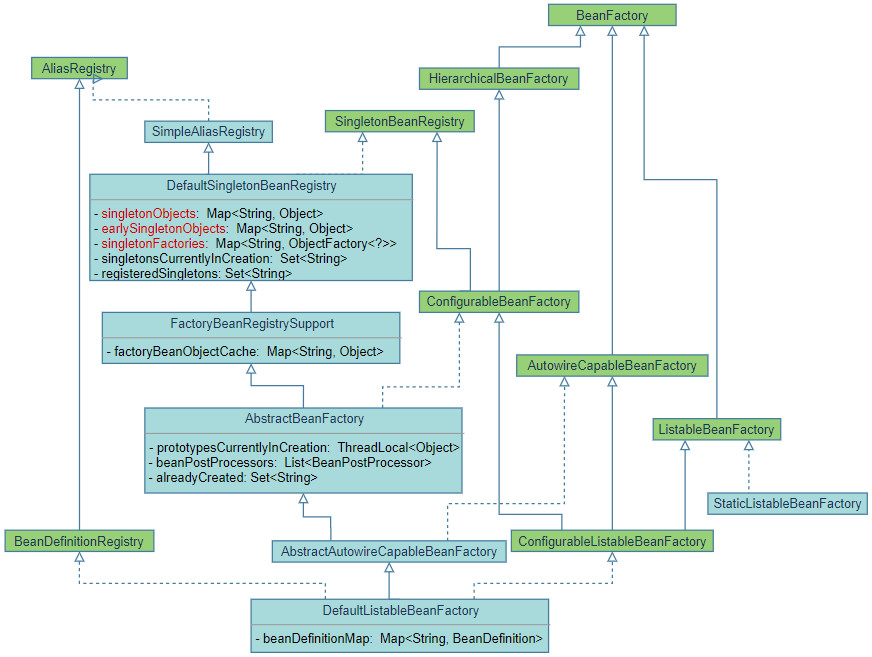 BeanFactory
AliasRegistry
HierarchicalBeanFactory
SimpleAliasRegistry
SingletonBeanRegistry
DefaultSingletonBeanRegistry
- singletonObjects: Map<String, Object>
- earlySingletonObjects: Map<String, Object>
- singletonFactories: Map<String, ObjectFactory<?>>
- singletonsCurrentlyInCreation: Set<String>
- registeredSingletons: Set<String>
ConfigurableBeanFactory
FactoryBeanRegistrySupport
- factoryBeanObjectCache: Map<String, Object>
AutowireCapableBeanFactory
AbstractBeanFactory
- prototypesCurrentlyInCreation: ThreadLocal<Object>
- beanPostProcessors: List<BeanPostProcessor>
- alreadyCreated: Set<String>
ListableBeanFactory
StaticListableBeanFactory
BeanDefinitionRegistry
AbstractAutowireCapableBeanFactory
ConfigurableListableBeanFactory
DefaultListableBeanFactory
- beanDefinitionMap: Map<String, BeanDefinition>